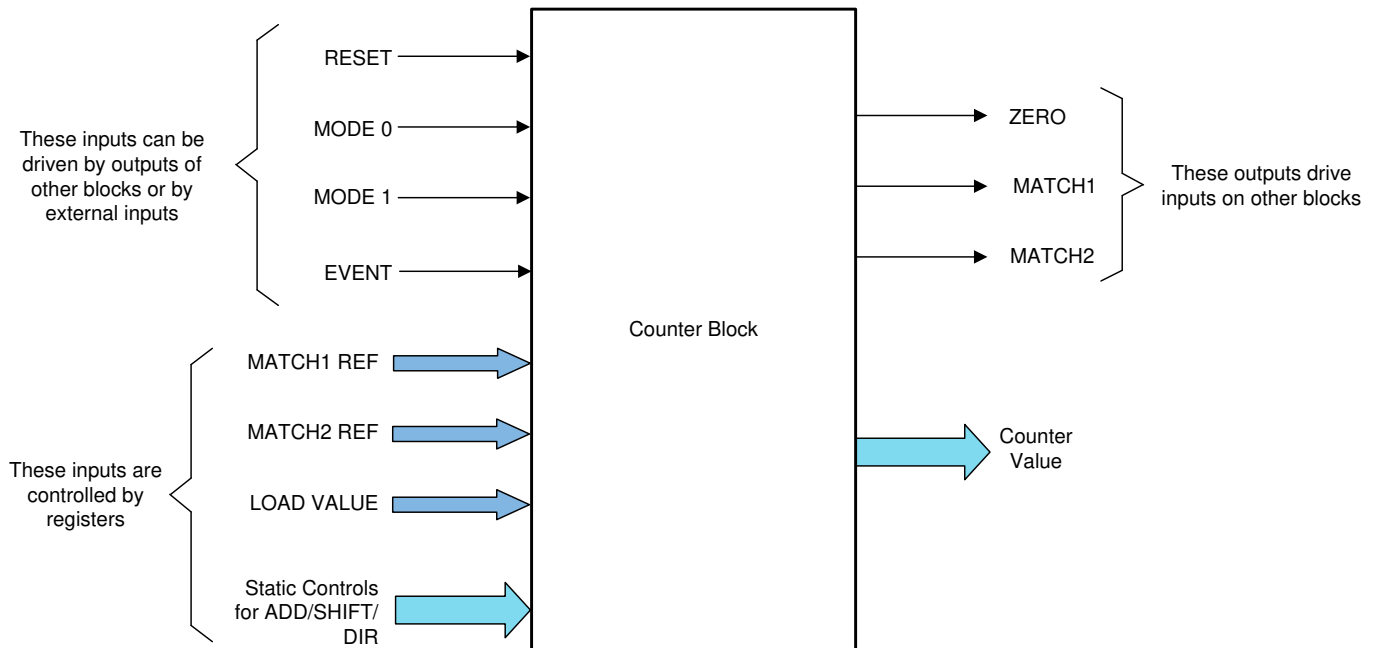 These inputs can be
driven by outputs of
other blocks or by
external inputs
RESET
MODE 0
MODE 1
EVENT
These inputs are
controlled by
registers
MATCH1 REF
MATCH2 REF
LOAD VALUE
Static Controls
for ADD/SHIFT/
DIR
Counter Block
ZERO
MATCH1
MATCH2
These outputs drive
inputs on other blocks
Counter
Value